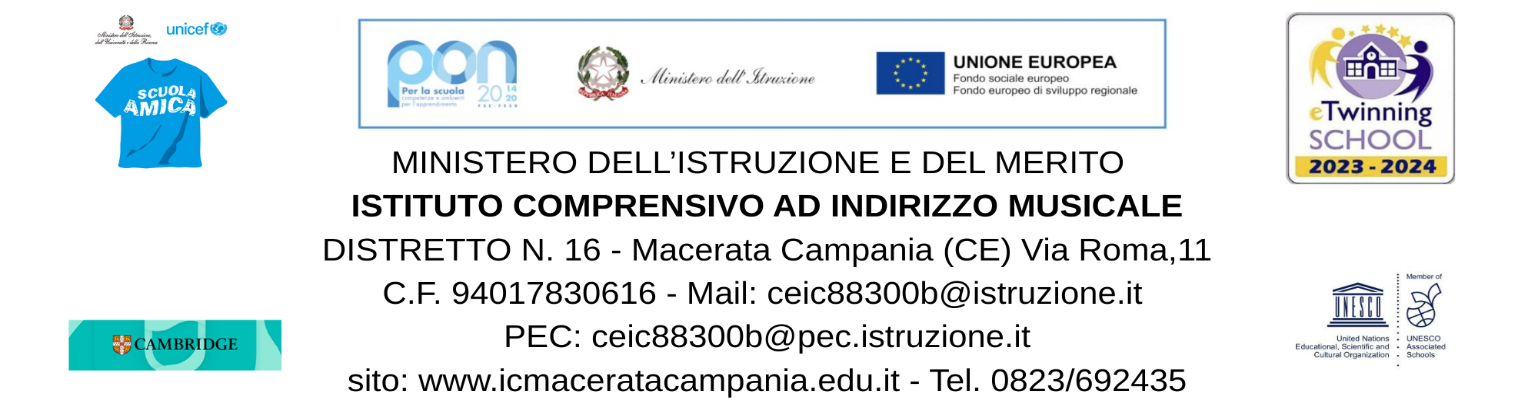 Ministero dell'Istruzione,
dell'Università e della Ricerca
unicef
SCUOLA
AMICA
pon
2014
2020
Per la scuola
competenze e ambienti
per l'apprendimento
FSE-FESR
Ministero dell'Istruzione
UNIONE EUROPEA
Fondo sociale europeo
Fondo europeo di sviluppo regionale
eTwinning
SCHOOL
2023 - 2024
MINISTERO DELL’ISTRUZIONE E DEL MERITO
ISTITUTO COMPRENSIVO AD INDIRIZZO MUSICALE
DISTRETTO N. 16 - Macerata Campania (CE) Via Roma,11
C.F. 94017830616 - Mail: ceic88300b@istruzione.it
PEC: ceic88300b@pec.istruzione.it
sito: www.icmaceratacampania.edu.it - Tel. 0823/692435
CAMBRIDGE
UNESCO
United Nations
Educational, Scientific and
Cultural Organization
Member of
UNESCO
Associated
Schools